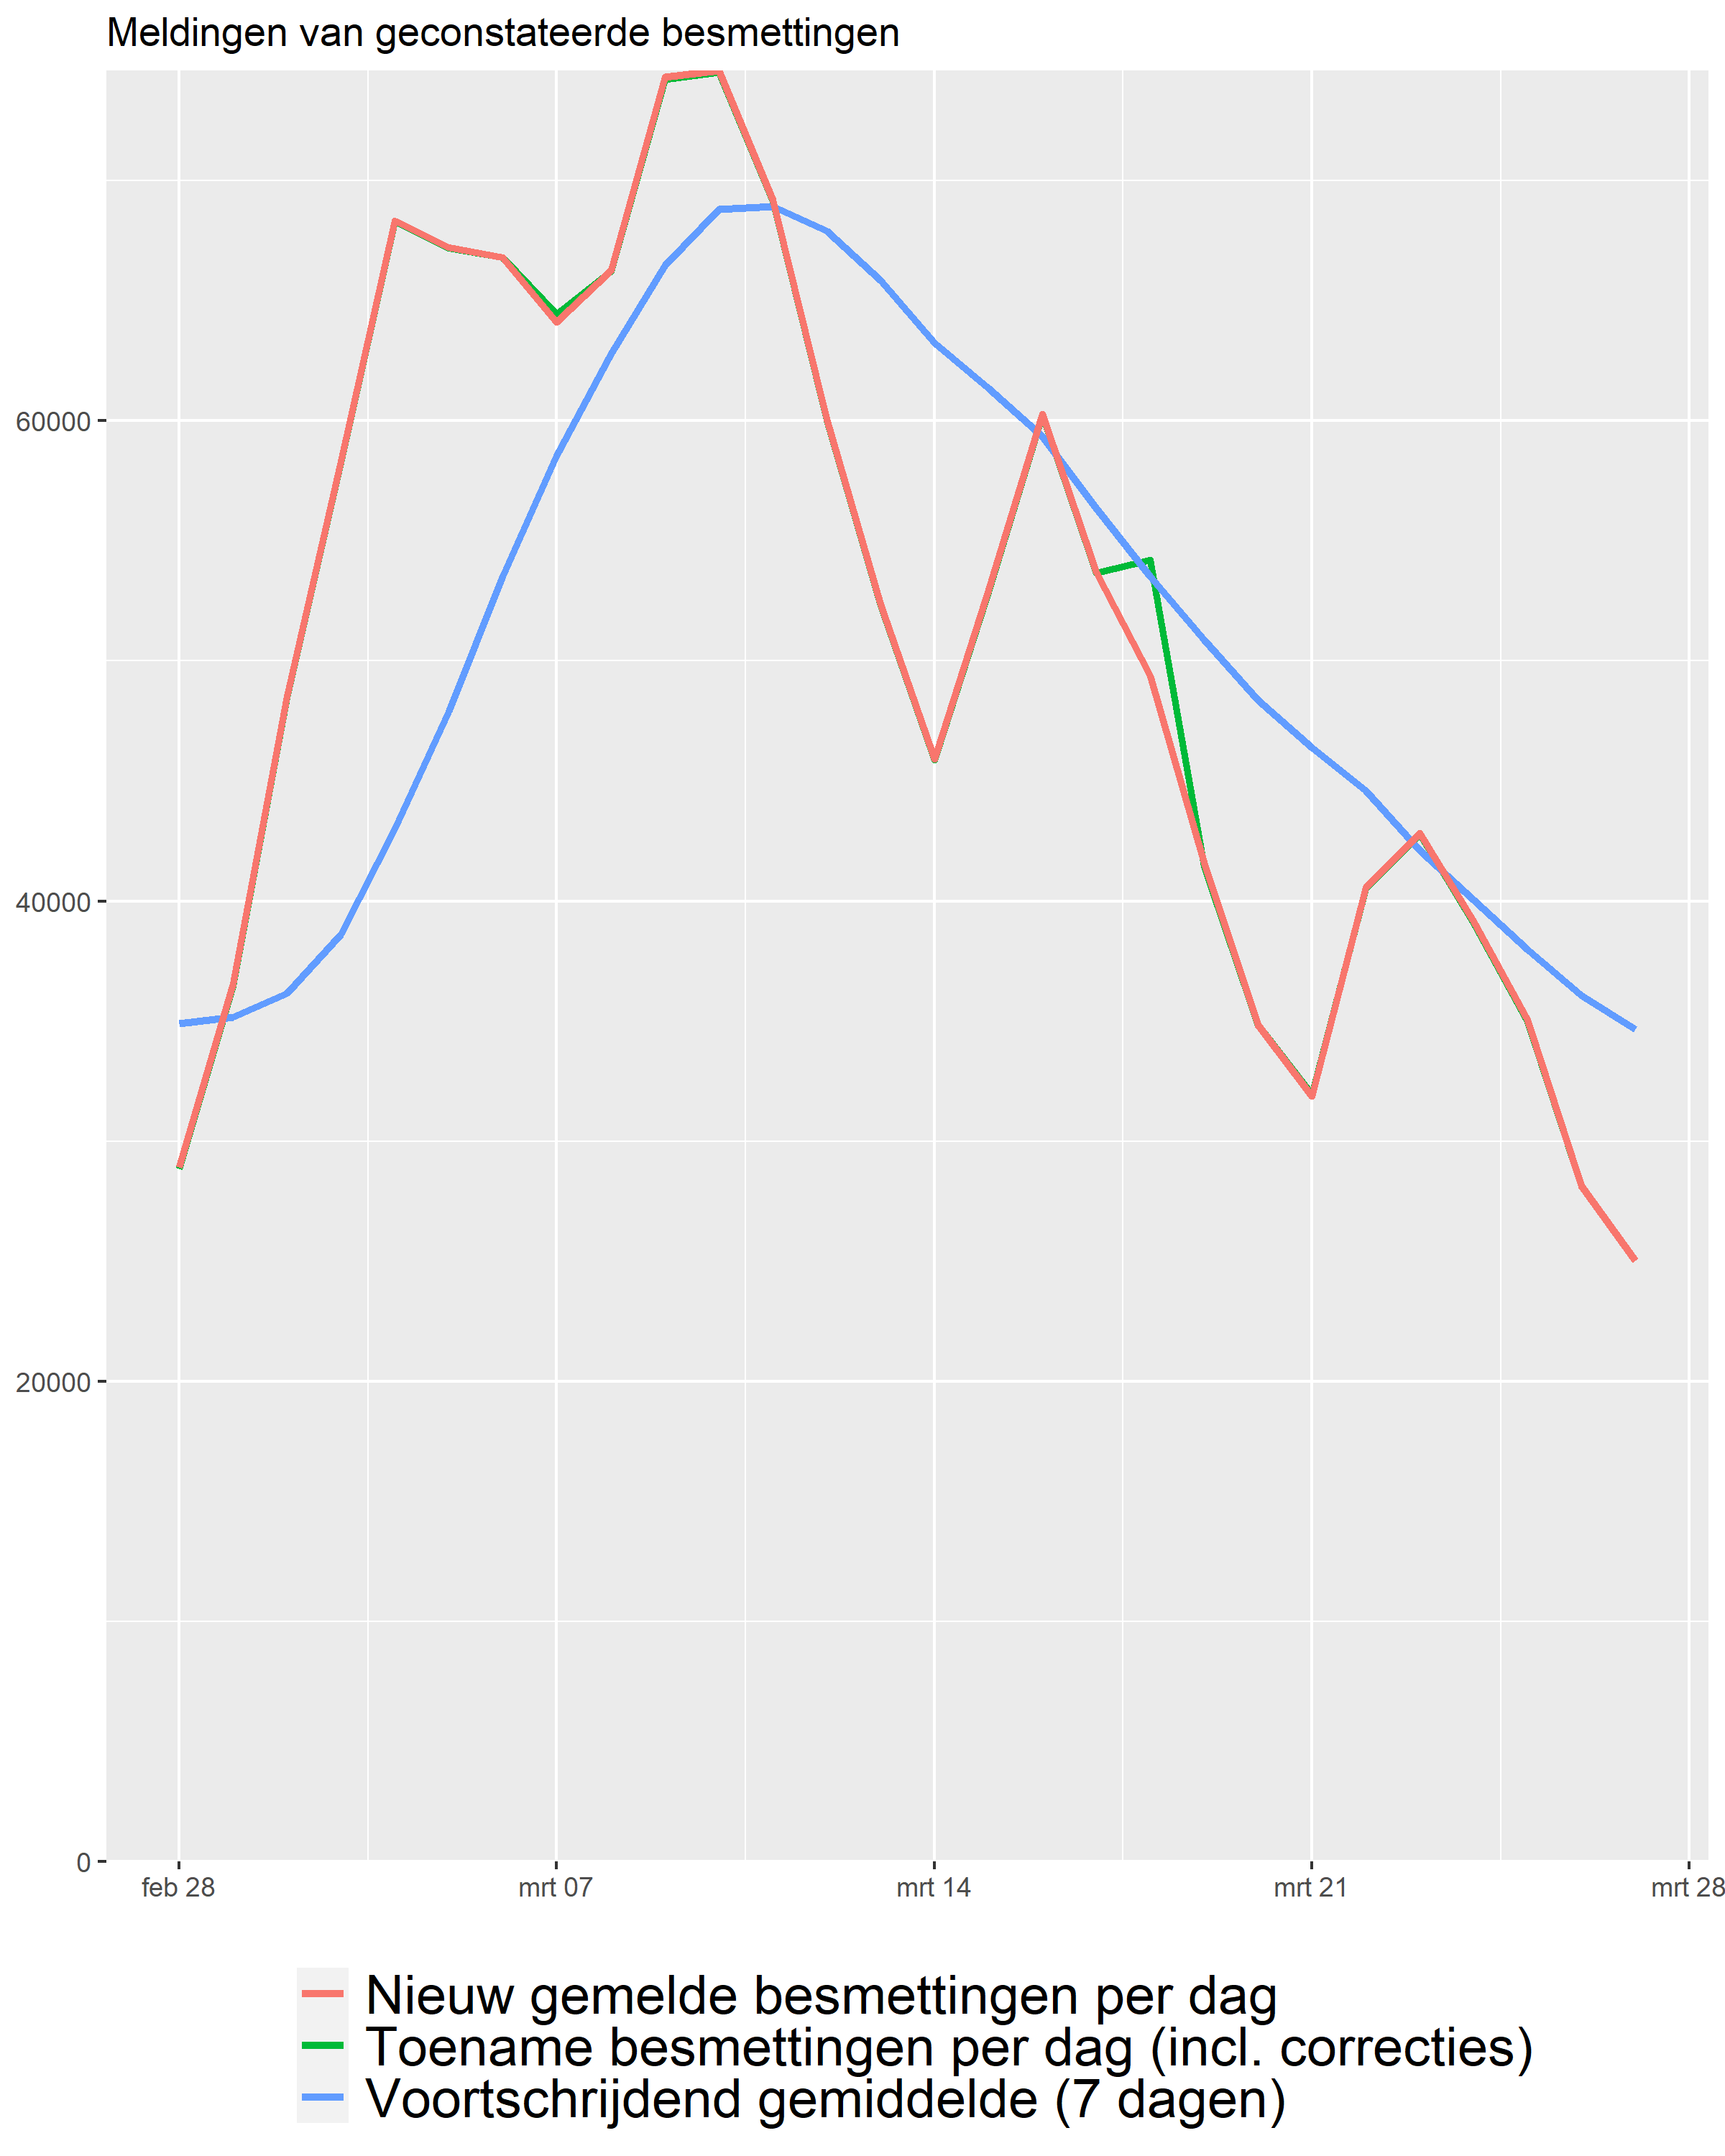 Meldingen van geconstateerde besmettingen
60000
40000
20000
0
feb 28 mrt 07 mrt 14 mrt 21 mrt 28
Nieuw gemelde besmettingen per dag
Toename besmettingen per dag (incl. correcties)
Voortschrijdend gemiddelde (7 dagen)